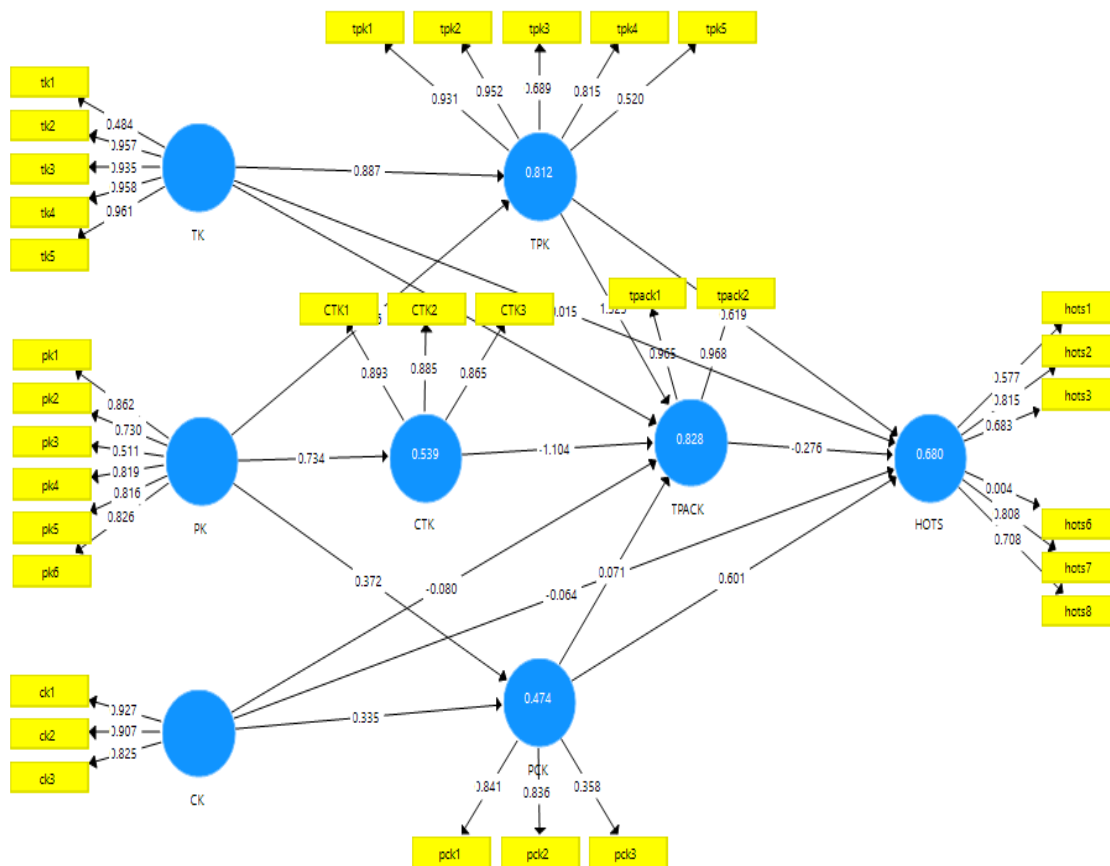 tpk1 tpk2 tpk3 tpk4 tpk5
tk1
tk2
tk3
tk4
tk5
0.484
0.957
0.935
0.958
0.961
TK
0.931 0.952 0.689 0.815 0.520
0.887
0.812
TPK
CTK1 CTK2 CTK3
tpack1 tpack2
0.015
0.619
0.965 0.968
hots1
hots2
hots3
0.577
0.815
0.683
pk1
pk2
pk3
pk4
pk5
pk6
0.862
0.730
0.511
0.819
0.816
0.826
PK
0.893 0.885 0.865
0.734
0.539
CTK
-1.104
0.828
TPACK
-0.276
0.680
HOTS
0.004
0.808
0.708
hots6
hots7
hots8
0.372
-0.080
-0.064
0.071
0.601
ck1
ck2
ck3
0.927
0.907
0.825
CK
0.335
0.474
PCK
0.841 0.836 0.358
pck1 pck2 pck3